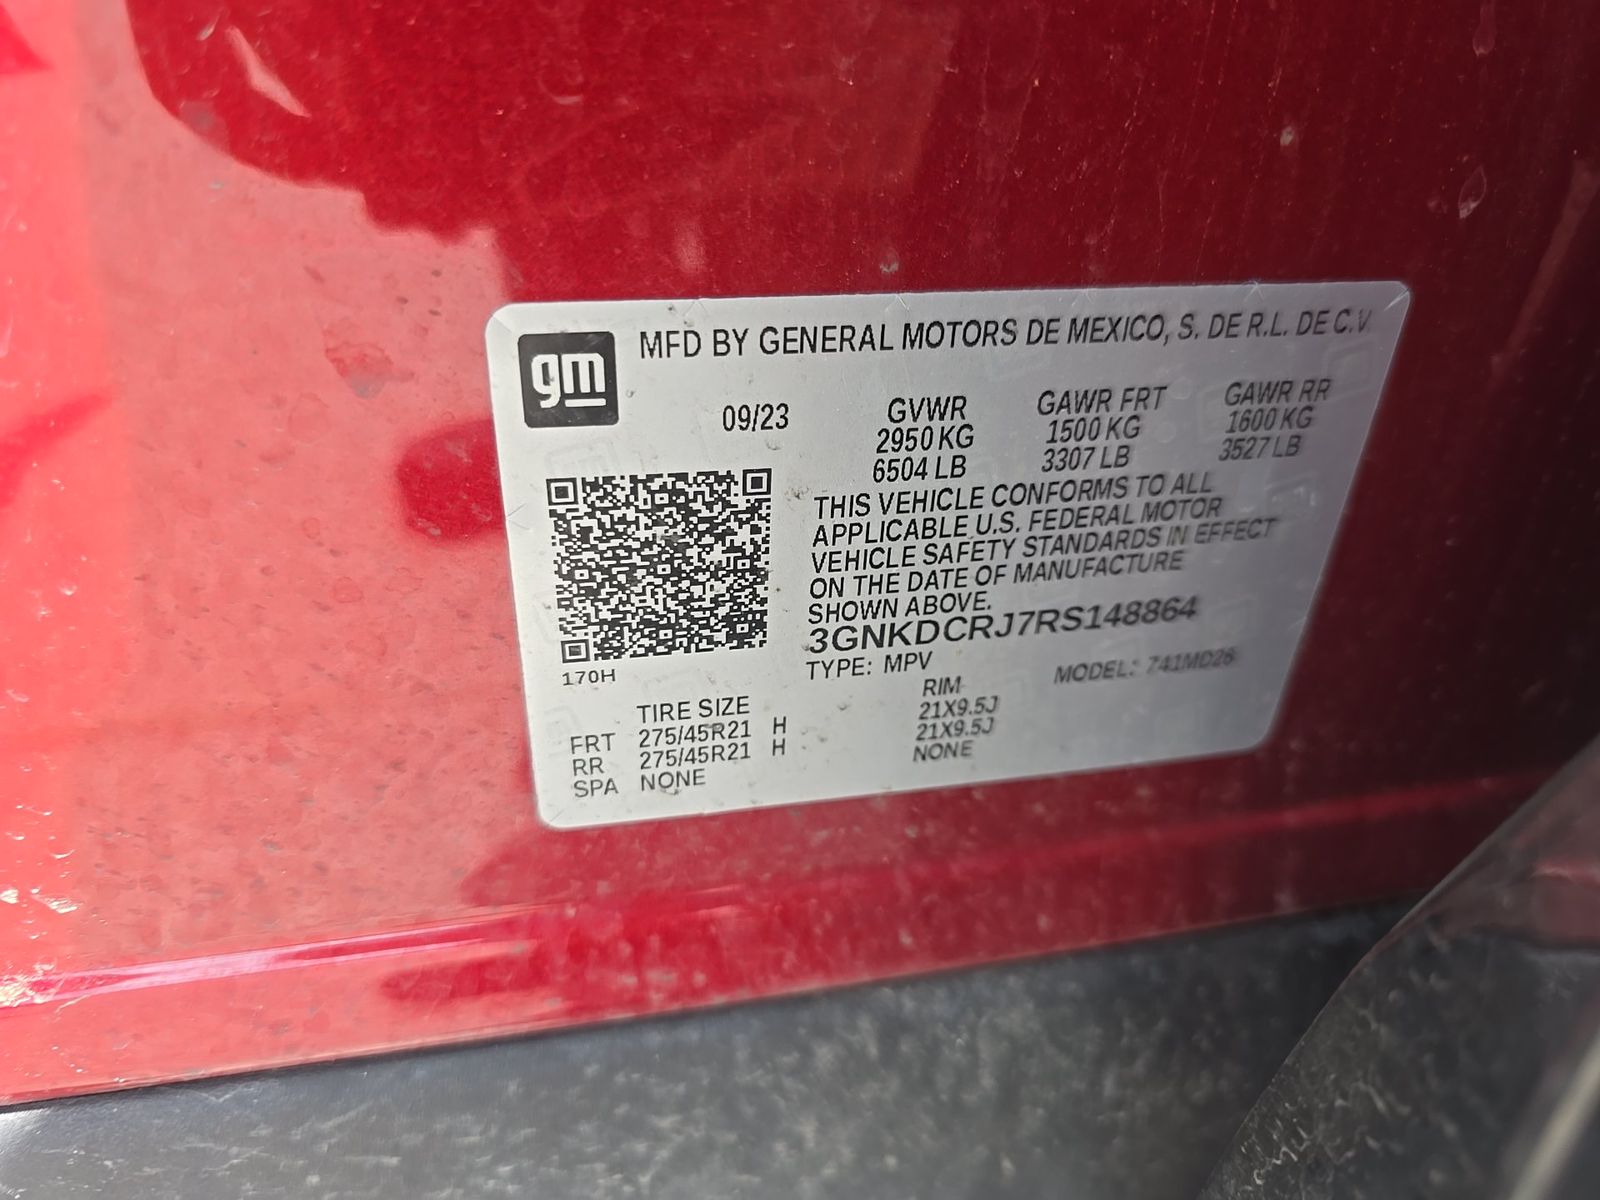 gm
MFD BY GENERAL MOTORS DE MEXICO, S. DE R.L. DE C.V.
09/23 GVWR GAWR FRT GAWR RR
2950 KG 1500 KG 1600 KG
6504 LB 3307 LB 3527 LB
THIS VEHICLE CONFORMS TO ALL
APPLICABLE U.S. FEDERAL MOTOR
VEHICLE SAFETY STANDARDS IN EFFECT
ON THE DATE OF MANUFACTURE
SHOWN ABOVE.
3GNKDCRJ7RS148864
170H
TYPE: MPV MODEL: 741MD26
TIRE SIZE RIM
FRT 275/45R21 H 21X9.5J
RR 275/45R21 H 21X9.5J
SPA NONE NONE